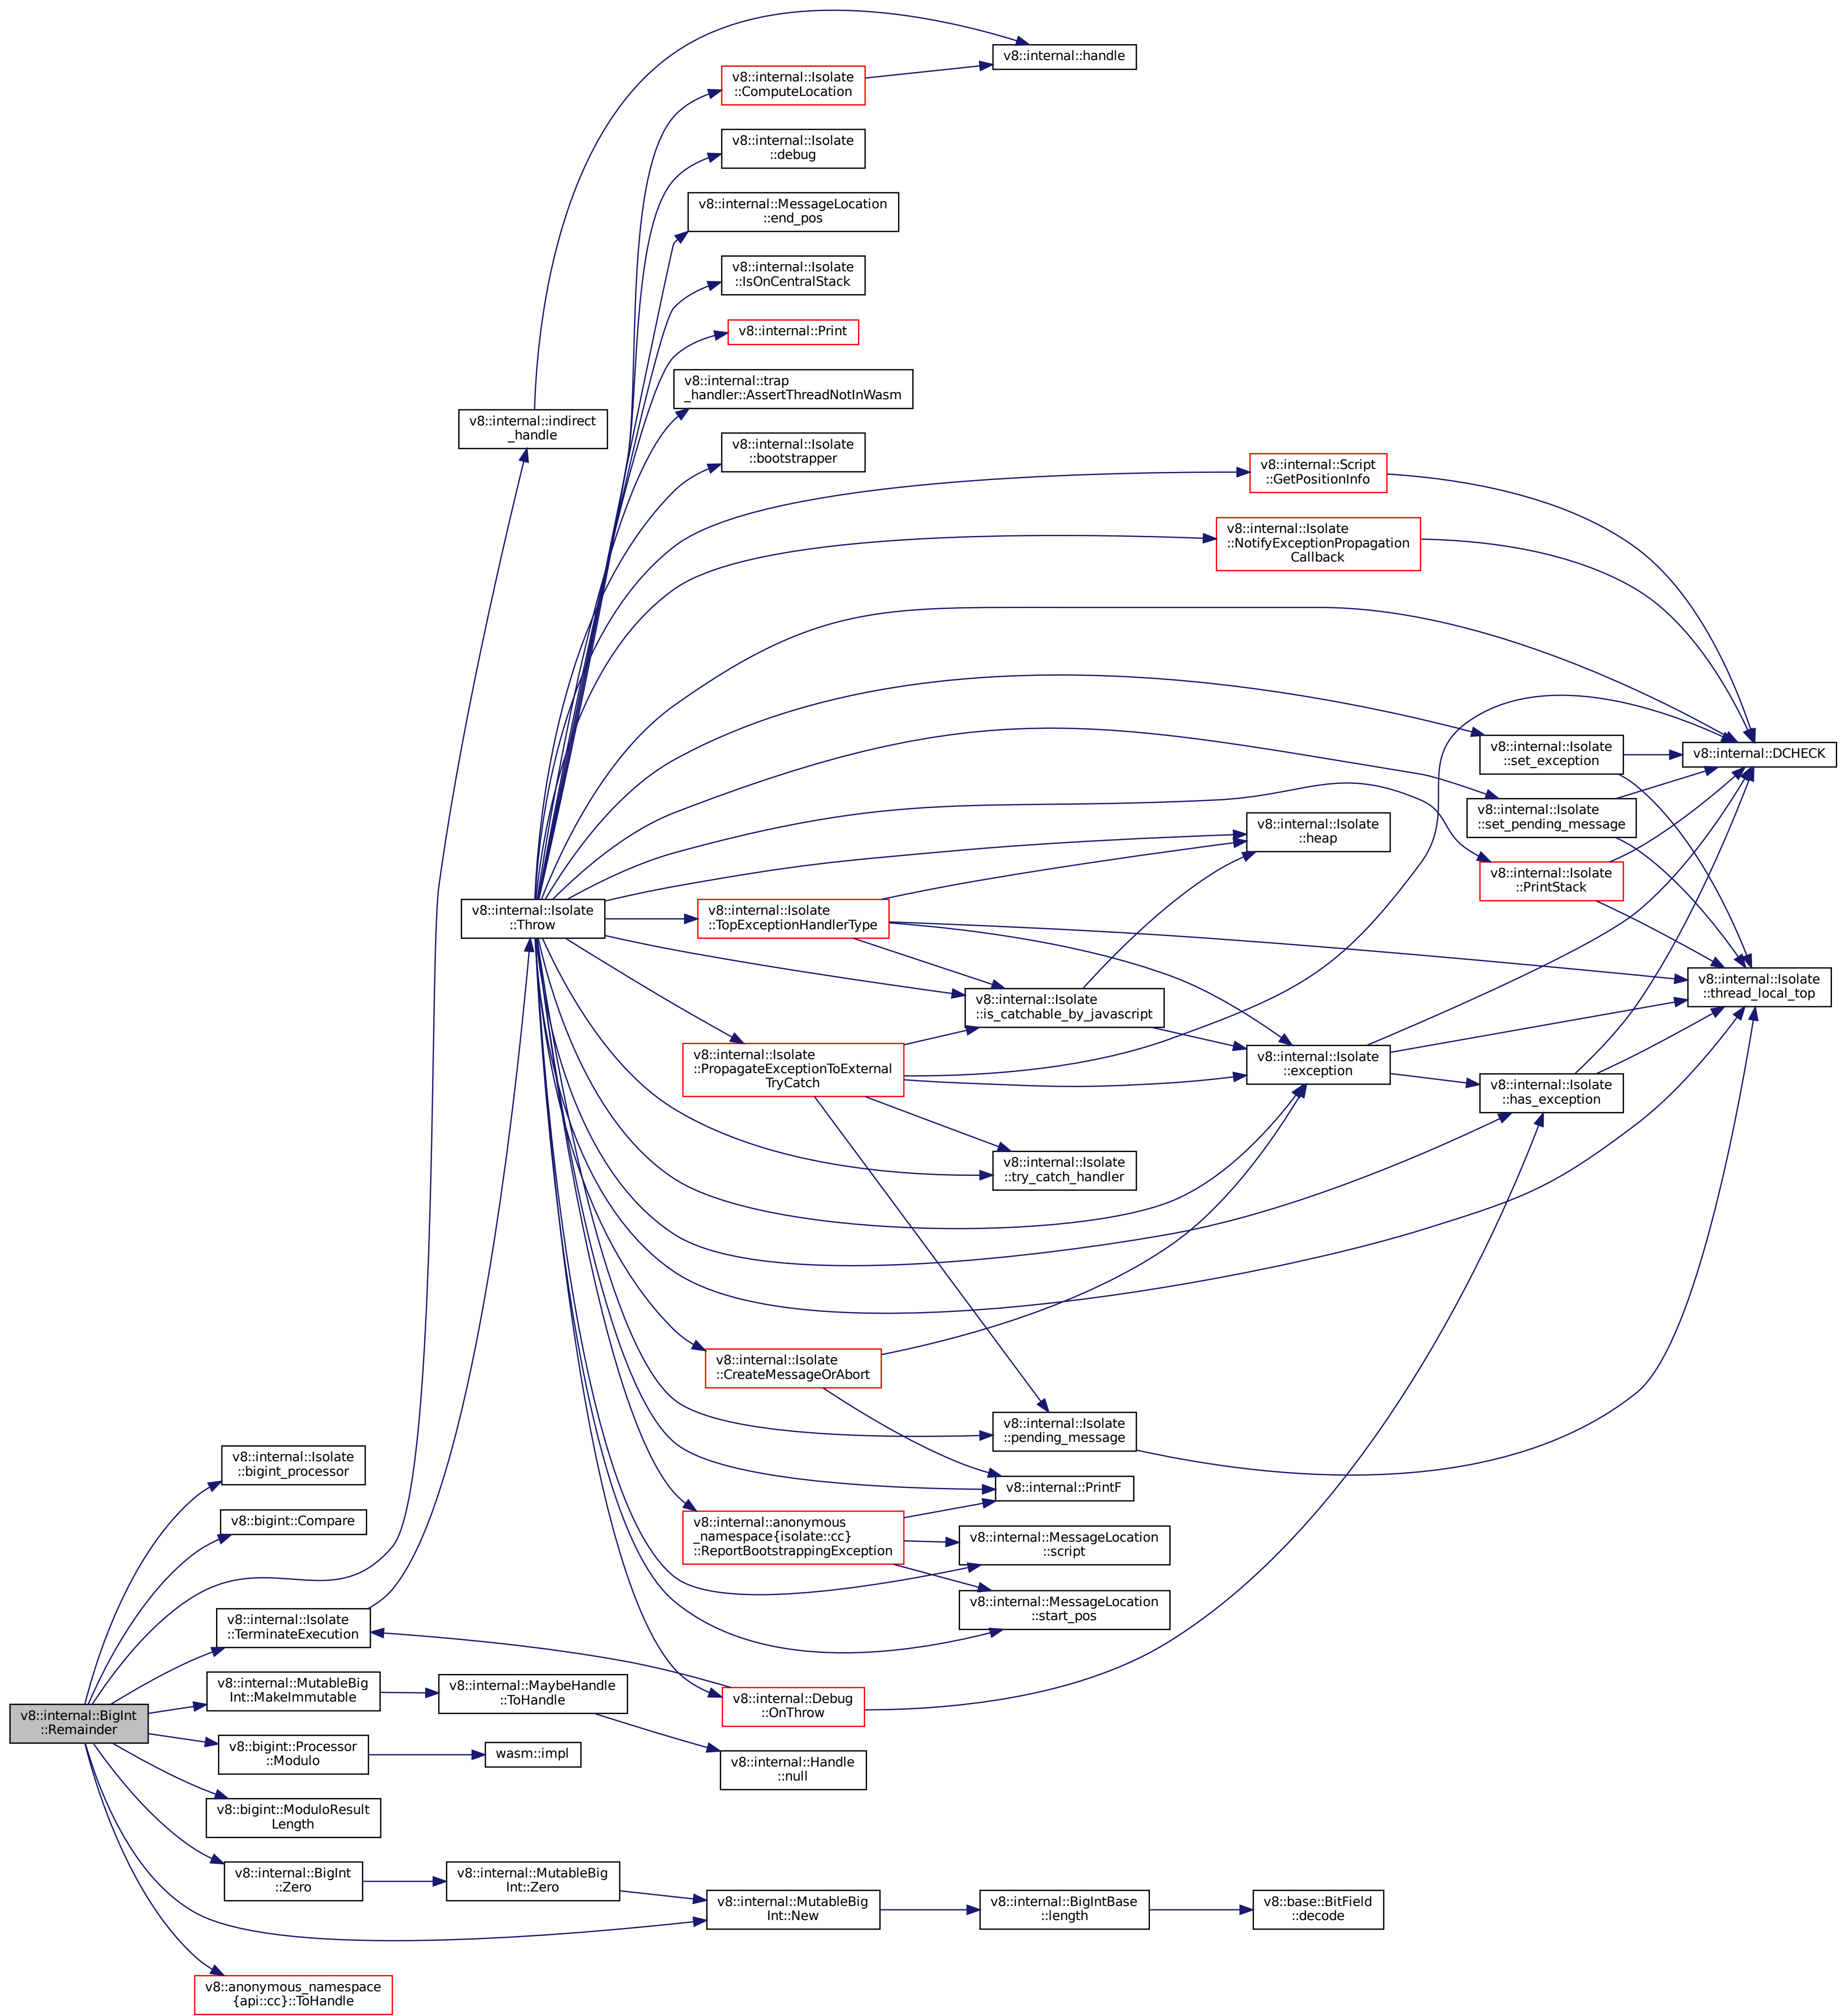 v8::internal::handle
v8::internal::Isolate
::ComputeLocation
v8::internal::Isolate
::debug
v8::internal::MessageLocation
::end_pos
v8::internal::Isolate
::IsOnCentralStack
v8::internal::Print
v8::internal::trap
_handler::AssertThreadNotInWasm
v8::internal::indirect
_handle
v8::internal::Isolate
::bootstrapper
v8::internal::Script
::GetPositionInfo
v8::internal::Isolate
::NotifyExceptionPropagation
Callback
v8::internal::Isolate
::set_exception
v8::internal::DCHECK
v8::internal::Isolate
::set_pending_message
v8::internal::Isolate
::heap
v8::internal::Isolate
::PrintStack
v8::internal::Isolate
::Throw
v8::internal::Isolate
::TopExceptionHandlerType
v8::internal::Isolate
::thread_local_top
v8::internal::Isolate
::is_catchable_by_javascript
v8::internal::Isolate
::PropagateExceptionToExternal
TryCatch
v8::internal::Isolate
::exception
v8::internal::Isolate
::has_exception
v8::internal::Isolate
::try_catch_handler
v8::internal::Isolate
::CreateMessageOrAbort
v8::internal::Isolate
::pending_message
v8::internal::Isolate
::bigint_processor
v8::internal::PrintF
v8::bigint::Compare
v8::internal::anonymous
_namespace{isolate::cc}
::ReportBootstrappingException
v8::internal::MessageLocation
::script
v8::internal::MessageLocation
::start_pos
v8::internal::Isolate
::TerminateExecution
v8::internal::MutableBig
Int::MakeImmutable
v8::internal::MaybeHandle
::ToHandle
v8::internal::Debug
::OnThrow
v8::internal::BigInt
::Remainder
v8::bigint::Processor
::Modulo
wasm::impl
v8::internal::Handle
::null
v8::bigint::ModuloResult
Length
v8::internal::BigInt
::Zero
v8::internal::MutableBig
Int::Zero
v8::internal::MutableBig
Int::New
v8::internal::BigIntBase
::length
v8::base::BitField
::decode
v8::anonymous_namespace
{api::cc}::ToHandle